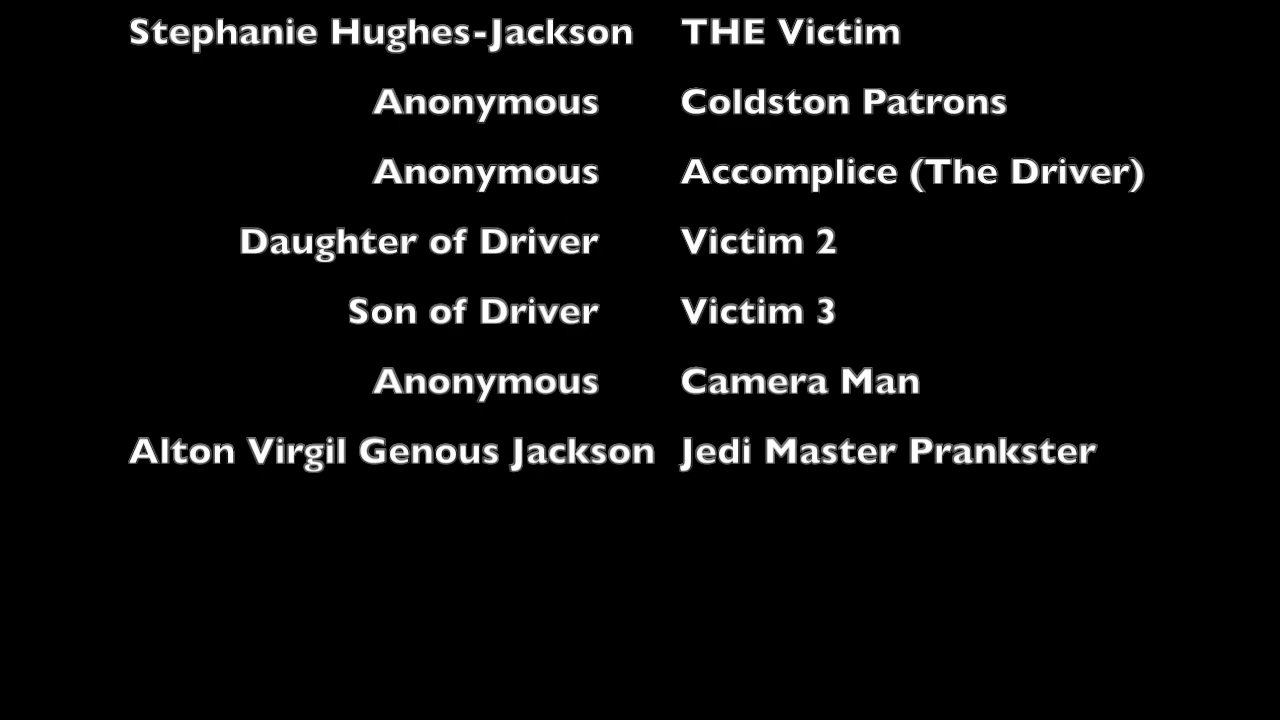 Stephanie Hughes-Jackson THE Victim
Anonymous Coldston Patrons
Anonymous Accomplice (The Driver)
Daughter of Driver Victim 2
Son of Driver Victim 3
Anonymous Camera Man
Alton Virgil Genous Jackson Jedi Master Prankster